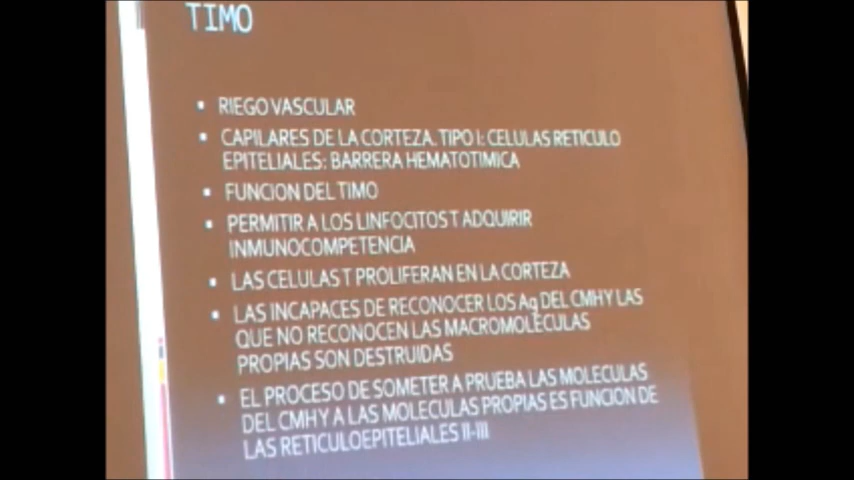 TIMO
▪ RIEGO VASCULAR
▪ CAPILARES DE LA CORTEZA. TIPO I: CELULAS RETICULO
EPITELIALES: BARRERA HEMATOTIMICA
▪ FUNCION DEL TIMO
▪ PERMITIR A LOS LINFOCITOS T ADQUIRIR
INMUNOCOMPETENCIA
▪ LAS CELULAS T PROLIFERAN EN LA CORTEZA
▪ LAS INCAPACES DE RECONOCER LOS Ag DEL CMHY LAS
QUE NO RECONOCEN LAS MACROMOLECULAS
PROPIAS SON DESTRUIDAS
▪ EL PROCESO DE SOMETER A PRUEBA LAS MOLECULAS
DEL CMHY A LAS MOLECULAS PROPIAS ES FUNCION DE
LAS RETICULOEPITELIALES II-III